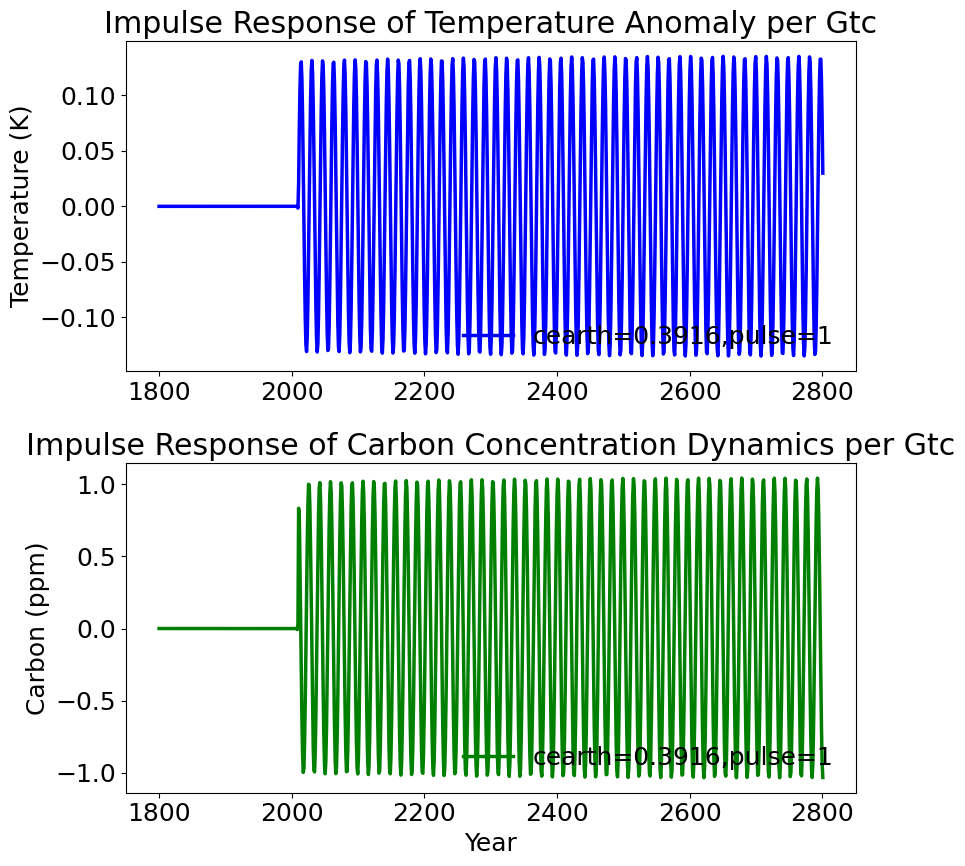 Impulse Response of Temperature Anomaly per Gtc
Temperature (K)
0.10
0.05
0.00
−0.05
−0.10
cearth=0.3916,pulse=1
1800 2000 2200 2400 2600 2800
Impulse Response of Carbon Concentration Dynamics per Gtc
Carbon (ppm)
1.0
0.5
0.0
−0.5
−1.0
cearth=0.3916,pulse=1
1800 2000 2200 2400 2600 2800
Year